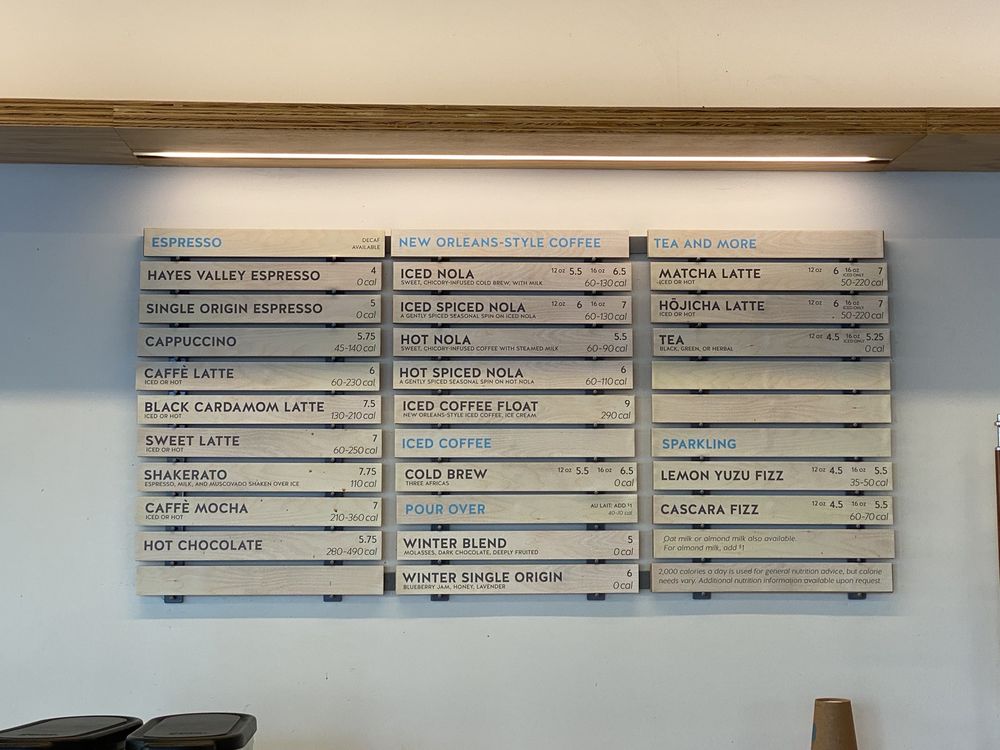 ESPRESSO DECAF AVAILABLE
HAYES VALLEY ESPRESSO 4
0 cal
SINGLE ORIGIN ESPRESSO 5
0 cal
CAPPUCCINO 5.75
45-140 cal
CAFFÈ LATTE 6
ICED OR HOT 60-230 cal
BLACK CARDAMOM LATTE 7.5
ICED OR HOT 130-210 cal
SWEET LATTE 7
ICED OR HOT 60-250 cal
SHAKERATO 7.75
ESPRESSO, MILK, AND MUSCOVADO SHAKEN OVER ICE 110 cal
CAFFÈ MOCHA 7
ICED OR HOT 210-360 cal
HOT CHOCOLATE 5.75
280-490 cal
NEW ORLEANS-STYLE COFFEE
ICED NOLA 12 oz 5.5 16 oz 6.5
SWEET, CHICORY-INFUSED COLD BREW, WITH MILK 60-130 cal
ICED SPICED NOLA 12 oz 6 16 oz 7
A GENTLY SPICED SEASONAL SPIN ON ICED NOLA 60-130 cal
HOT NOLA 5.5
SWEET, CHICORY-INFUSED COFFEE WITH STEAMED MILK 60-90 cal
HOT SPICED NOLA 6
A GENTLY SPICED SEASONAL SPIN ON HOT NOLA 60-110 cal
ICED COFFEE FLOAT 9
NEW ORLEANS-STYLE ICED COFFEE, ICE CREAM 290 cal
ICED COFFEE
COLD BREW 12 oz 5.5 16 oz 6.5
THREE AFRICAS 0 cal
POUR OVER AU LAIT: ADD $1
40-110 cal
WINTER BLEND 5
MOLASSES, DARK CHOCOLATE, DEEPLY FRUITED 0 cal
WINTER SINGLE ORIGIN 6
BLUEBERRY JAM, HONEY, LAVENDER 0 cal
TEA AND MORE
MATCHA LATTE 12 oz 6 16 oz ICED ONLY 7
ICED OR HOT 50-220 cal
HŌJICHA LATTE 12 oz 6 16 oz ICED ONLY 7
ICED OR HOT 50-220 cal
TEA 12 oz 4.5 16 oz ICED ONLY 5.25
BLACK, GREEN, OR HERBAL 0 cal
SPARKLING
LEMON YUZU FIZZ 12 oz 4.5 16 oz 5.5
35-50 cal
CASCARA FIZZ 12 oz 4.5 16 oz 5.5
60-70 cal
Oat milk or almond milk also available.
For almond milk, add $1
2,000 calories a day is used for general nutrition advice, but calorie
needs vary. Additional nutrition information available upon request.